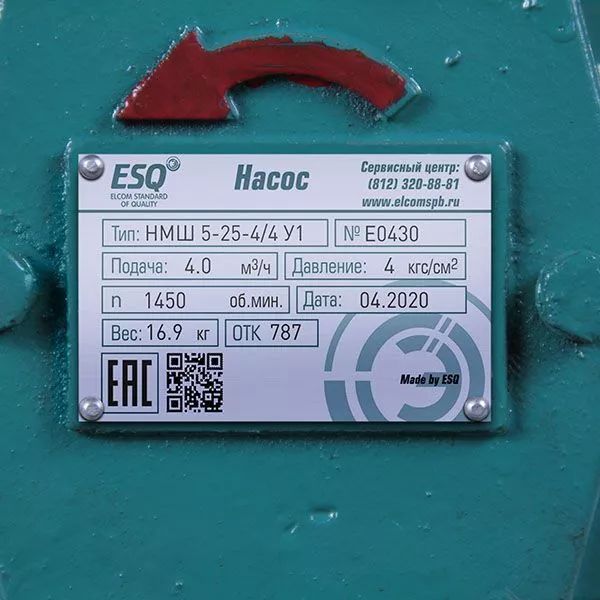 ESQ
ELCOM STANDARD
OF QUALITY
Насос
Сервисный центр:
(812) 320-88-81
www.elcomspb.ru
Тип: НМШ 5-25-4/4 У1 № Е0430
Подача: 4.0 м³/ч Давление: 4 кгс/см²
n 1450 об.мин. Дата: 04.2020
Вес: 16.9 кг ОТК 787
EAC
Made by ESQ